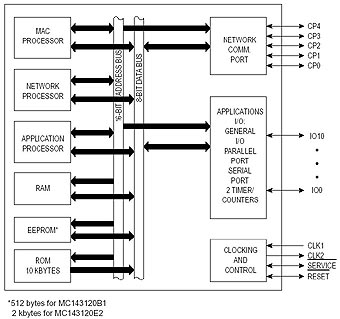 MAC
PROCESSOR
NETWORK
PROCESSOR
APPLICATION
PROCESSOR
RAM
EEPROM*
ROM
10 KBYTES
16-BIT ADDRESS BUS
8-BIT DATA BUS
NETWORK
COMM.
PORT
APPLICATIONS
I/O:
GENERAL
I/O
PARALLEL
PORT
SERIAL
PORT
2 TIMER/
COUNTERS
CLOCKING
AND
CONTROL
CP4
CP3
CP2
CP1
CP0
IO10
IO0
CLK1
CLK2
SERVICE
RESET
*512 bytes for MC143120B1
2 kbytes for MC143120E2